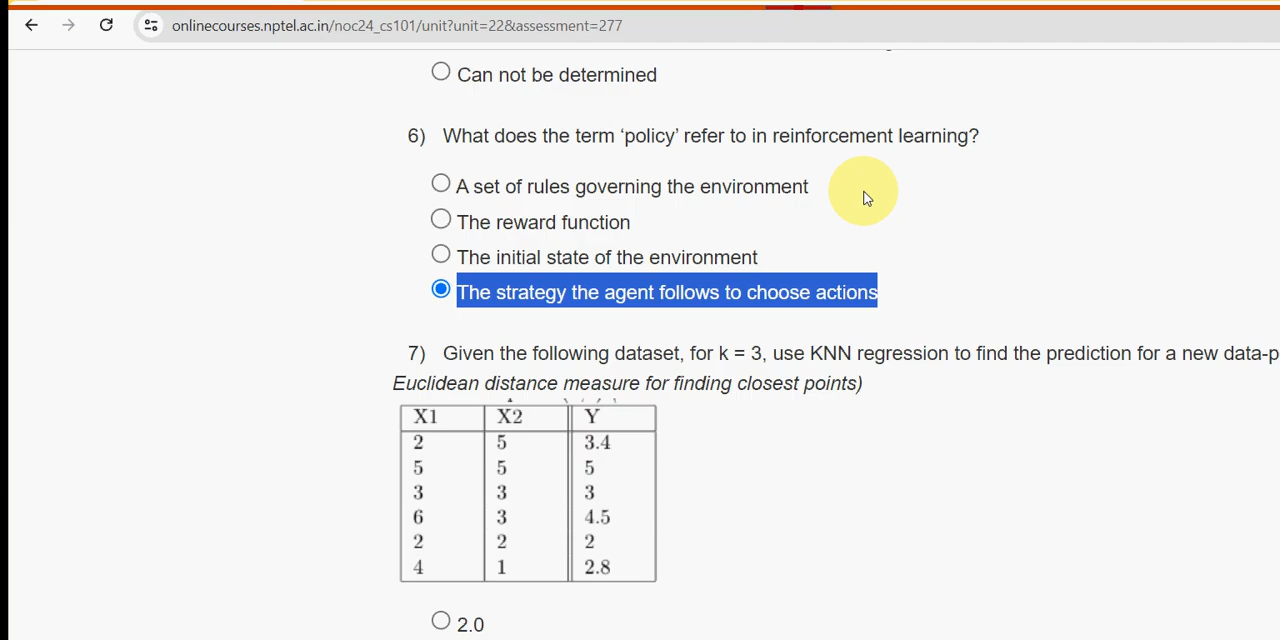 onlinecourses.nptel.ac.in/noc24_cs101/unit?unit=22&assessment=277
Can not be determined
6) What does the term ‘policy’ refer to in reinforcement learning?
A set of rules governing the environment
The reward function
The initial state of the environment
The strategy the agent follows to choose actions
7) Given the following dataset, for k = 3, use KNN regression to find the prediction for a new data-p
Euclidean distance measure for finding closest points)
X1 X2 Y
2 5 3.4
5 5 5
3 3 3
6 3 4.5
2 2 2
4 1 2.8
2.0